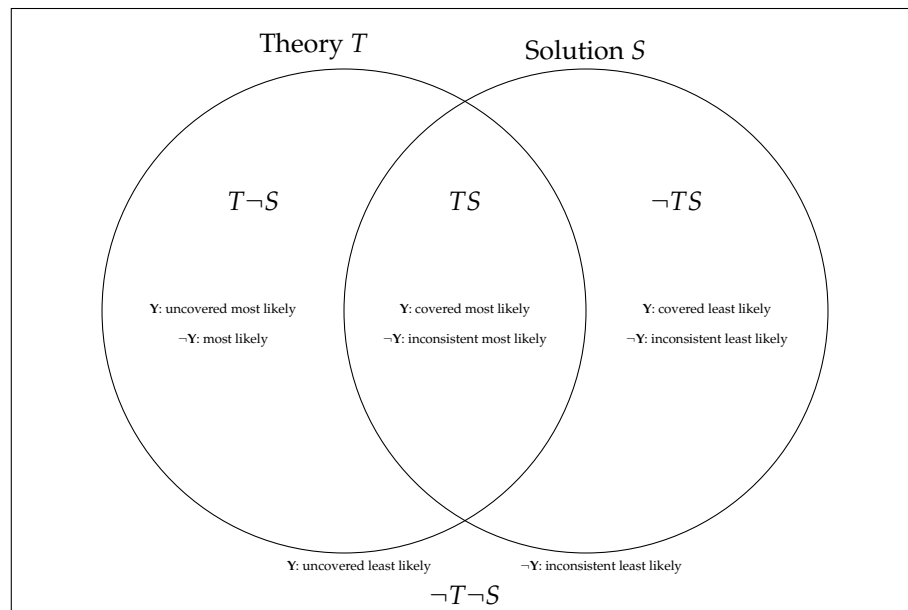 Theory T
Solution S
T¬S
TS
¬TS
Y: uncovered most likely
Y: covered most likely
Y: covered least likely
¬Y: most likely
¬Y: inconsistent most likely
¬Y: inconsistent least likely
Y: uncovered least likely
¬Y: inconsistent least likely
¬T¬S